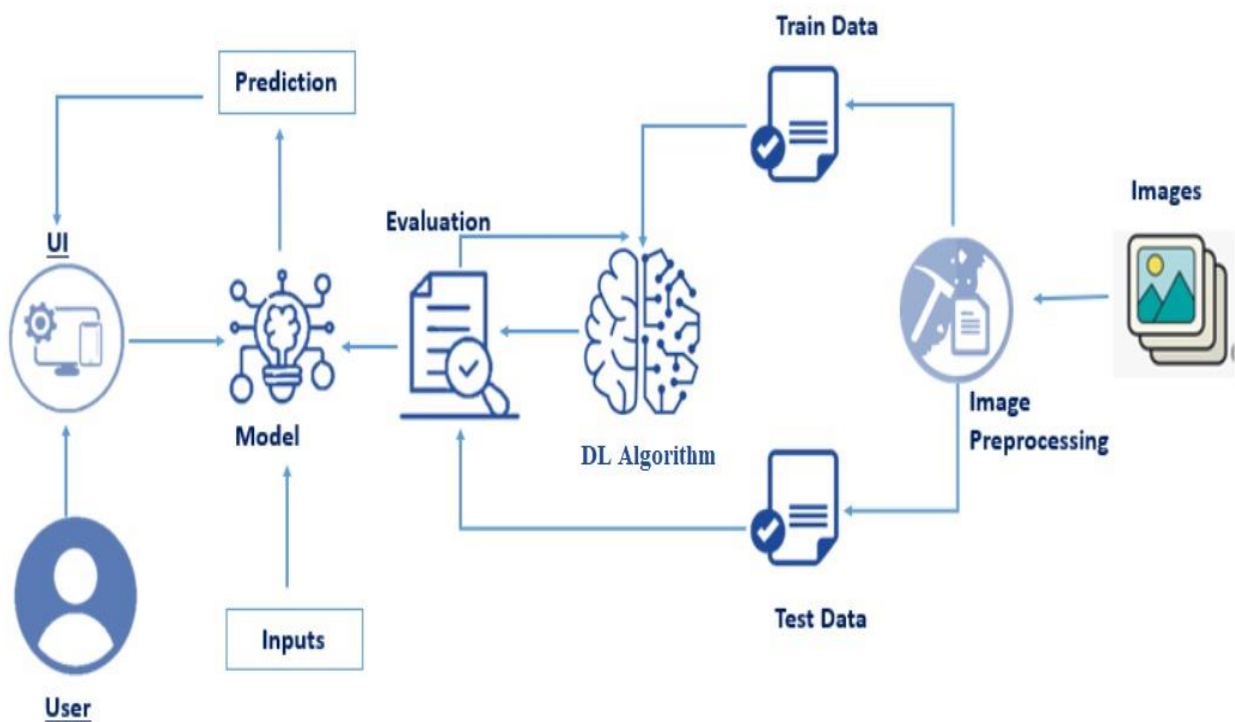 Train Data
Prediction
Images
Evaluation
UI
Image
Preprocessing
Model
DL Algorithm
Test Data
Inputs
User